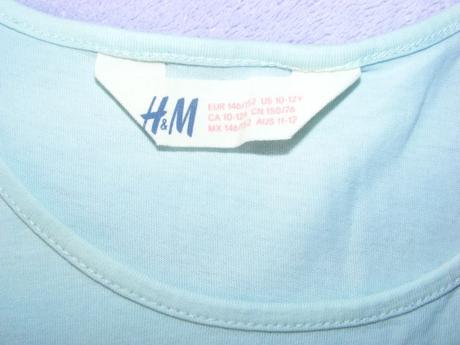 H&M
EUR 146/152 US 10-12Y
CA 10-12Y CN 150/76
MX 146/152 AUS 11-12